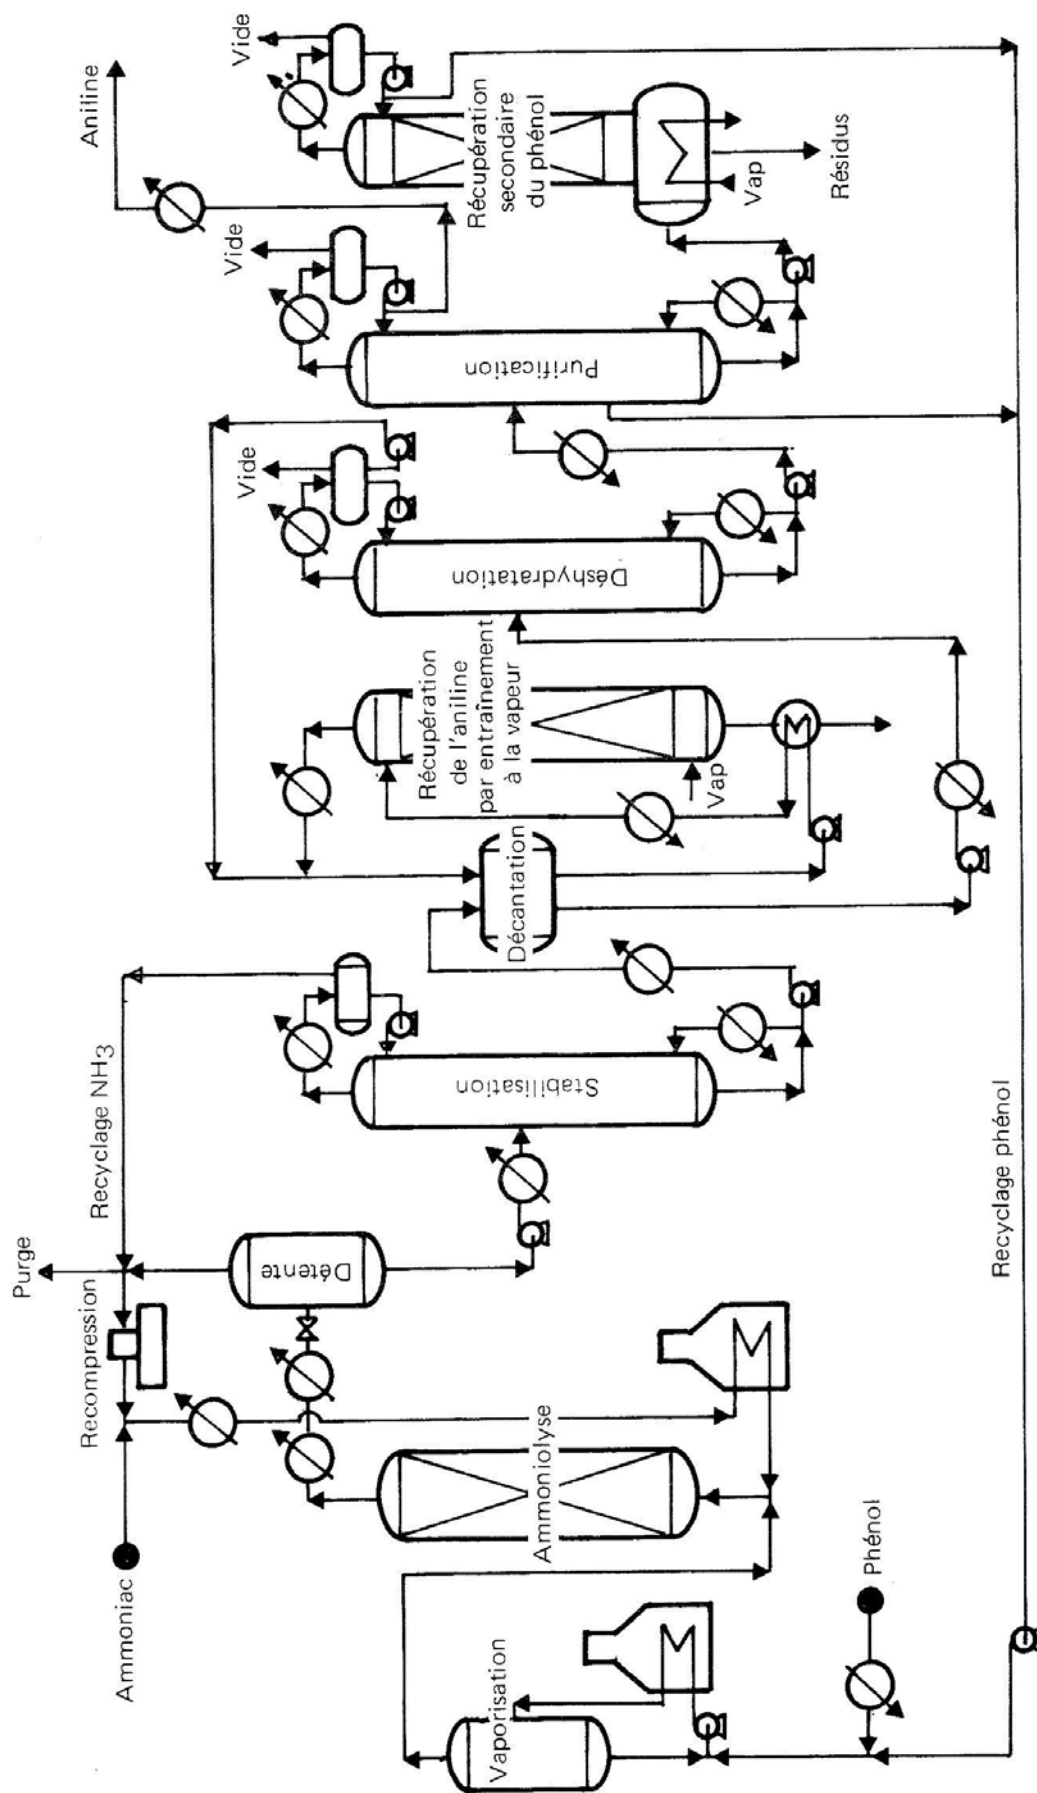 Ammoniac
Recompression
Purge
Recyclage NH3
Vide
Vide
Vide
Aniline
Vaporisation
Ammoniolyse
Détente
Stabilisation
Décantation
Récupération
de l'aniline
par entraînement
à la vapeur
Vap
Déshydratation
Purification
Récupération
secondaire
du phénol
Vap
Résidus
Phénol
Recyclage phénol